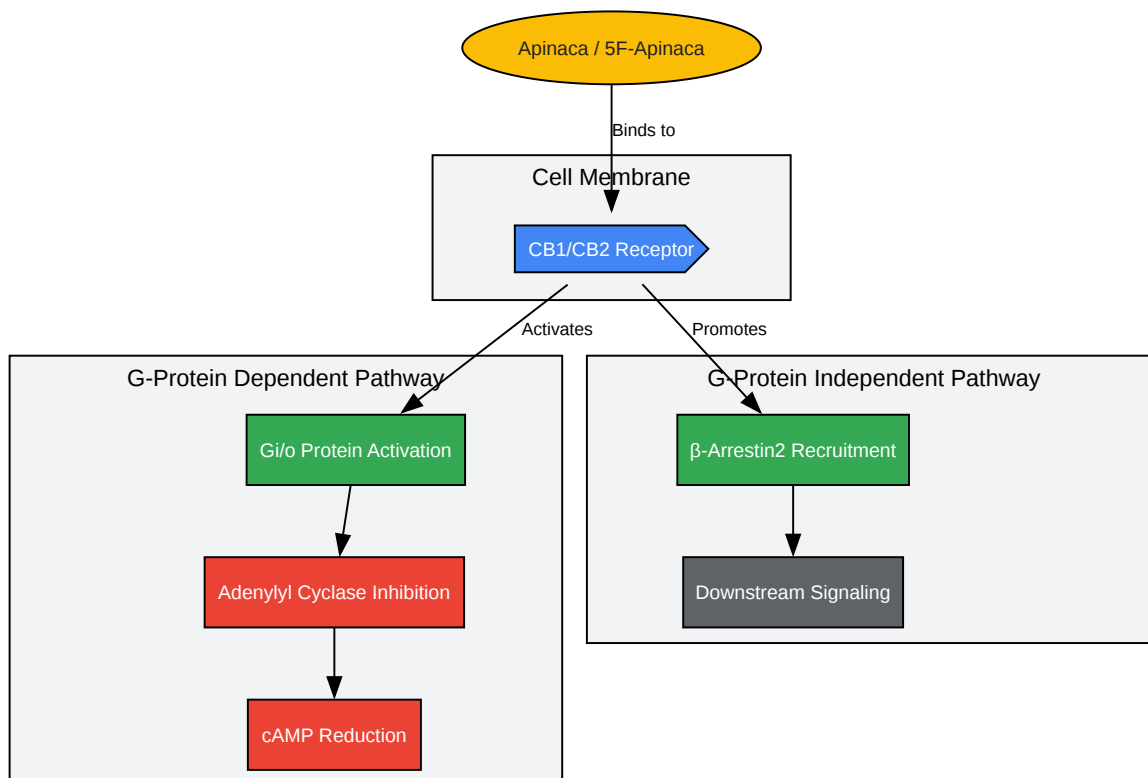 Apinaca / 5F-Apinaca
Binds to
Cell Membrane
CB1/CB2 Receptor
Activates
Promotes
G-Protein Dependent Pathway
Gi/o Protein Activation
Adenylyl Cyclase Inhibition
cAMP Reduction
G-Protein Independent Pathway
β-Arrestin2 Recruitment
Downstream Signaling